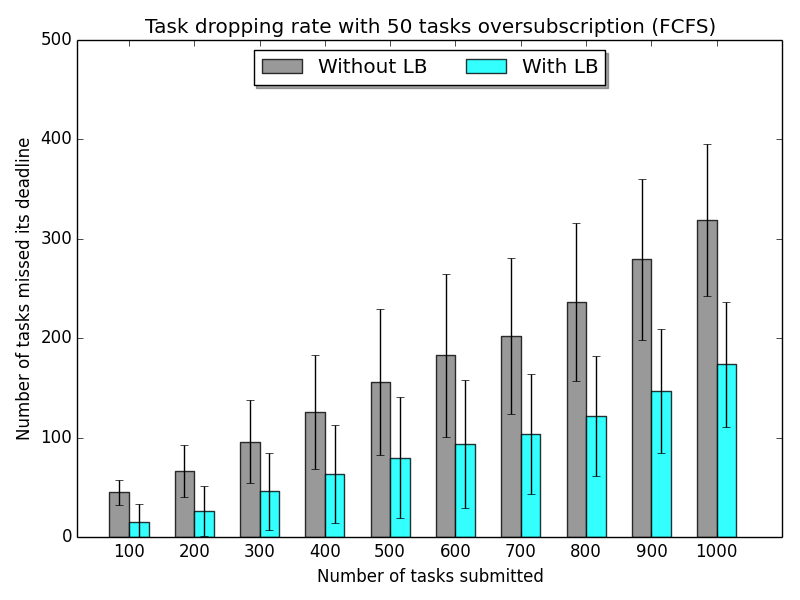 Task dropping rate with 50 tasks oversubscription (FCFS)
500
Without LB With LB
400
300
200
100
0
Number of tasks missed its deadline
100 200 300 400 500 600 700 800 900 1000
Number of tasks submitted